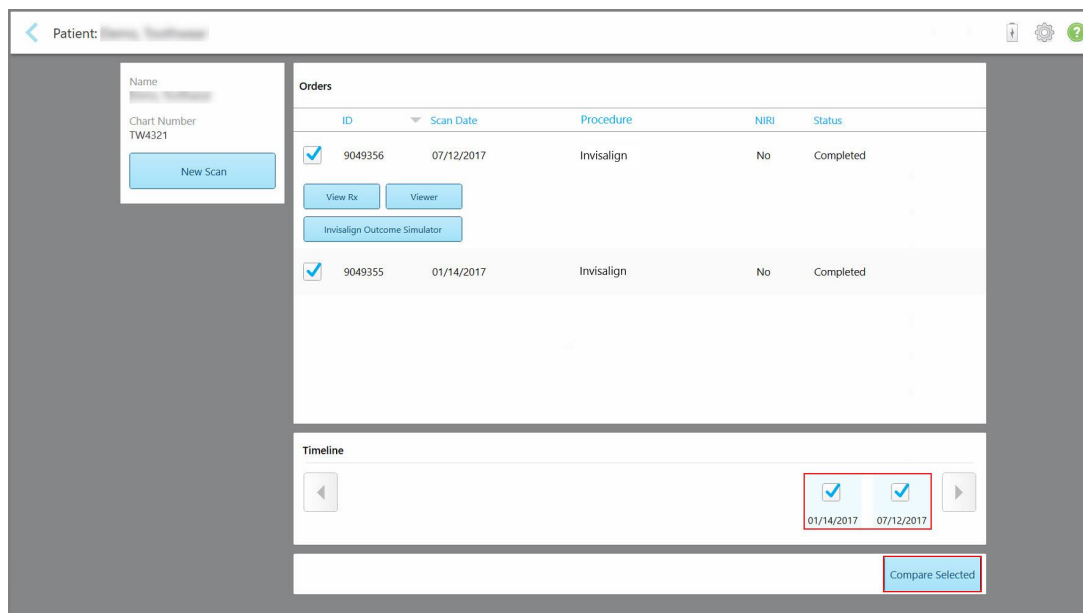 Patient:
Name
Chart Number
TW4321
New Scan
Orders
ID Scan Date Procedure NIRI Status
9049356 07/12/2017 Invisalign No Completed
View Rx Viewer
Invisalign Outcome Simulator
9049355 01/14/2017 Invisalign No Completed
Timeline
01/14/2017 07/12/2017
Compare Selected
?